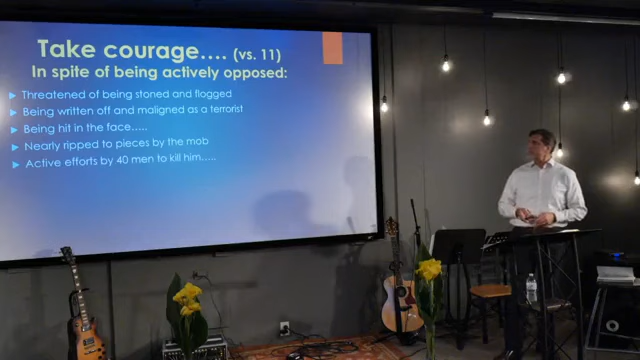 Take courage…. (vs. 11)
In spite of being actively opposed:
Threatened of being stoned and flogged
Being written off and maligned as a terrorist
Being hit in the face…..
Nearly ripped to pieces by the mob
Active efforts by 40 men to kill him…..